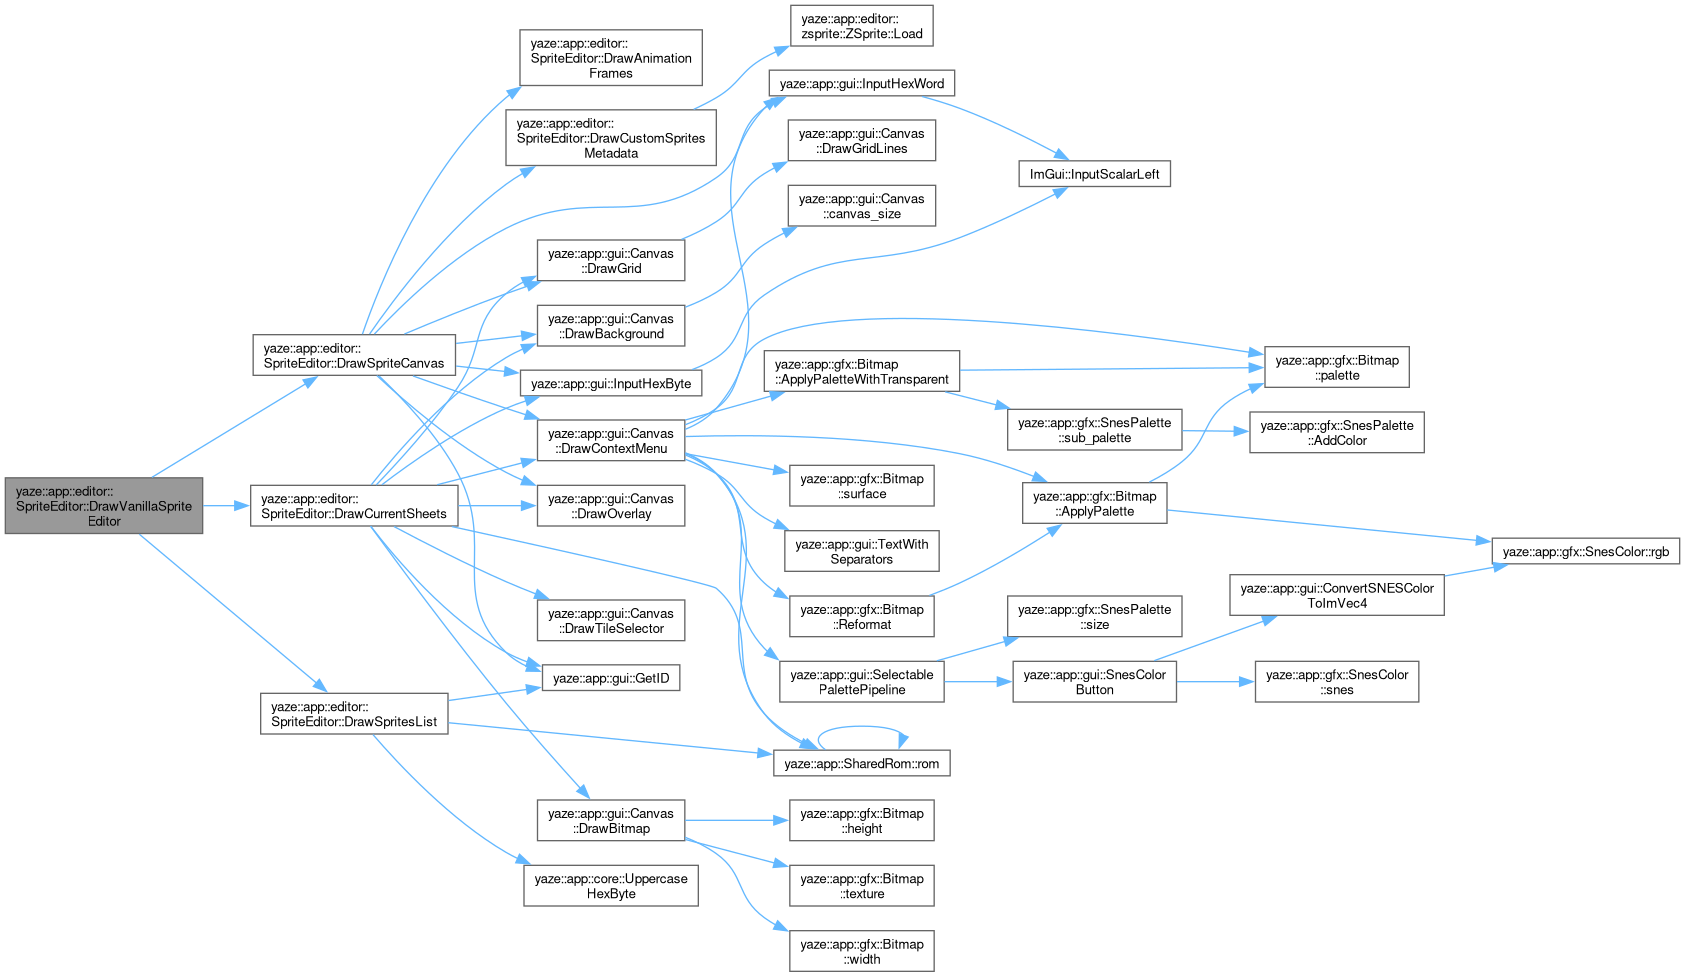 yaze::app::editor::
SpriteEditor::DrawVanillaSprite
Editor
yaze::app::editor::
SpriteEditor::DrawSpriteCanvas
yaze::app::editor::
SpriteEditor::DrawCurrentSheets
yaze::app::editor::
SpriteEditor::DrawSpritesList
yaze::app::editor::
SpriteEditor::DrawAnimation
Frames
yaze::app::editor::
SpriteEditor::DrawCustomSprites
Metadata
yaze::app::gui::Canvas
::DrawGrid
yaze::app::gui::Canvas
::DrawBackground
yaze::app::gui::InputHexByte
yaze::app::gui::Canvas
::DrawContextMenu
yaze::app::gui::Canvas
::DrawOverlay
yaze::app::gui::Canvas
::DrawTileSelector
yaze::app::gui::GetID
yaze::app::gui::Canvas
::DrawBitmap
yaze::app::core::Uppercase
HexByte
yaze::app::editor::
zsprite::ZSprite::Load
yaze::app::gui::InputHexWord
yaze::app::gui::Canvas
::DrawGridLines
yaze::app::gui::Canvas
::canvas_size
yaze::app::gfx::Bitmap
::ApplyPaletteWithTransparent
yaze::app::gfx::Bitmap
::surface
yaze::app::gui::TextWith
Separators
yaze::app::gfx::Bitmap
::Reformat
yaze::app::gui::Selectable
PalettePipeline
yaze::app::SharedRom::rom
yaze::app::gfx::Bitmap
::height
yaze::app::gfx::Bitmap
::texture
yaze::app::gfx::Bitmap
::width
ImGui::InputScalarLeft
yaze::app::gfx::SnesPalette
::sub_palette
yaze::app::gfx::Bitmap
::ApplyPalette
yaze::app::gfx::SnesPalette
::size
yaze::app::gui::SnesColor
Button
yaze::app::gfx::Bitmap
::palette
yaze::app::gfx::SnesPalette
::AddColor
yaze::app::gui::ConvertSNESColor
ToImVec4
yaze::app::gfx::SnesColor
::snes
yaze::app::gfx::SnesColor::rgb